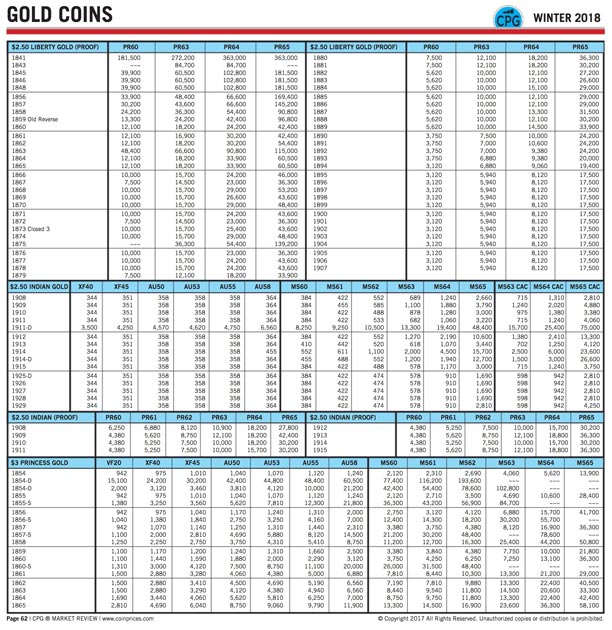 GOLD COINS
CPG
WINTER 2018
$2.50 LIBERTY GOLD (PROOF) PR60 PR63 PR64 PR65 $2.50 LIBERTY GOLD (PROOF) PR60 PR63 PR64 PR65
1841 181,500 272,200 363,000 363,000 1880 7,500 12,100 18,200 36,300
1843 --- 84,700 84,700 --- 1881 7,500 12,100 18,200 30,200
1845 39,900 60,500 102,800 181,500 1882 5,620 10,000 12,100 27,200
1846 39,900 60,500 102,800 181,500 1883 5,620 10,000 12,100 26,600
1848 39,900 60,500 102,800 181,500 1884 5,620 10,000 15,100 29,000
1856 33,900 48,400 66,600 169,400 1885 5,620 10,000 12,100 29,000
1857 30,200 43,600 66,600 145,200 1886 5,620 10,000 12,100 29,000
1858 24,200 36,300 54,400 90,800 1887 5,620 10,000 13,300 31,500
1859 Old Reverse 13,300 24,200 42,400 96,800 1888 5,620 10,000 12,100 30,200
1860 12,100 18,200 24,200 42,400 1889 5,620 10,000 14,500 33,900
1861 12,100 16,900 30,200 42,400 1890 3,750 7,500 10,000 24,200
1862 12,100 18,200 30,200 54,400 1891 3,750 7,000 10,600 24,200
1863 48,400 66,600 90,800 115,000 1892 3,750 7,000 9,380 24,200
1864 12,100 18,200 33,900 60,500 1893 3,750 6,880 9,380 20,000
1865 12,100 18,200 33,900 60,500 1894 3,120 6,880 9,060 19,400
1866 10,000 15,700 24,200 46,000 1895 3,120 5,940 8,120 17,500
1867 7,500 14,500 23,000 36,300 1896 3,120 5,940 8,120 17,500
1868 10,000 15,700 29,000 53,200 1897 3,120 5,940 8,120 17,500
1869 10,000 15,700 26,600 43,600 1898 3,120 5,940 8,120 17,500
1870 10,000 15,700 29,000 48,400 1899 3,120 5,940 8,120 17,500
1871 10,000 15,700 24,200 43,600 1900 3,120 5,940 8,120 17,500
1872 7,500 14,500 23,000 36,300 1901 3,120 5,940 8,120 17,500
1873 Closed 3 10,000 15,700 25,400 43,600 1902 3,120 5,940 8,120 17,500
1874 10,000 15,700 29,000 48,400 1903 3,120 5,940 8,120 17,500
1875 --- 36,300 54,400 139,200 1904 3,120 5,940 8,120 17,500
1876 10,000 15,700 23,000 36,300 1905 3,120 5,940 8,120 17,500
1877 10,000 15,700 24,200 43,600 1906 3,120 5,940 8,120 17,500
1878 10,000 15,700 24,200 43,600 1907 3,120 5,940 8,120 17,500
1879 7,500 12,100 18,200 33,900
$2.50 INDIAN GOLD XF40 XF45 AU50 AU53 AU55 AU58 MS60 MS61 MS62 MS63 MS64 MS65 MS63 CAC MS64 CAC MS65 CAC
1908 344 351 358 358 358 364 384 422 552 689 1,240 2,660 715 1,310 2,810
1909 344 351 358 358 358 364 384 455 585 1,100 1,880 3,790 1,240 2,020 4,880
1910 344 351 358 358 358 364 384 422 488 878 1,280 3,000 975 1,380 3,380
1911 344 351 358 358 358 364 384 422 533 682 1,060 3,220 715 1,240 4,060
1911-D 3,500 4,250 4,570 4,620 4,750 6,560 8,250 9,250 10,500 13,300 19,400 48,400 15,700 25,400 75,000
1912 344 351 358 358 358 364 384 422 552 1,270 2,190 10,600 1,380 2,410 13,300
1913 344 351 358 358 358 364 410 442 520 618 1,070 3,440 702 1,250 4,120
1914 344 351 358 358 358 455 552 611 1,100 2,000 4,500 15,700 2,500 6,000 23,600
1914-D 344 351 358 358 358 364 455 488 552 1,200 1,940 12,700 1,500 3,000 26,600
1915 344 351 358 358 358 364 384 422 488 578 1,170 3,000 715 1,240 3,750
1925-D 344 351 358 358 358 364 384 422 474 578 910 1,690 598 942 2,810
1926 344 351 358 358 358 364 384 422 474 578 910 1,690 598 942 2,810
1927 344 351 358 358 358 364 384 422 474 578 910 1,690 598 942 2,810
1928 344 351 358 358 358 364 384 422 474 578 910 1,690 598 942 2,810
1929 344 351 358 358 358 364 384 422 474 578 910 2,810 598 942 4,250
$2.50 INDIAN (PROOF) PR60 PR61 PR62 PR63 PR64 PR65 $2.50 INDIAN (PROOF) PR60 PR61 PR62 PR63 PR64 PR65
1908 6,250 6,880 8,120 10,900 18,200 27,800 1912 4,380 5,250 7,500 10,000 15,700 30,200
1909 4,380 5,620 8,750 12,100 18,200 42,400 1913 4,380 5,620 8,750 12,100 18,800 36,300
1910 4,380 5,250 7,500 10,000 18,200 30,200 1914 4,380 5,250 7,500 10,000 15,700 30,200
1911 4,380 5,250 7,500 10,000 15,700 30,200 1915 4,380 5,620 8,750 12,100 18,800 36,300
$3 PRINCESS GOLD VF20 XF40 XF45 AU50 AU53 AU55 AU58 MS60 MS61 MS62 MS63 MS64 MS65
1854 942 975 1,010 1,040 1,070 1,120 1,240 2,120 2,310 2,690 4,060 5,620 13,900
1854-D 15,100 24,200 30,200 42,400 44,800 48,400 60,500 77,400 116,200 193,600 --- --- ---
1854-O 2,000 3,120 3,460 3,810 4,120 10,000 21,200 42,400 54,400 78,600 102,800 --- ---
1855 942 975 1,010 1,040 1,070 1,120 1,240 2,120 2,710 3,500 4,690 10,600 28,400
1855-S 1,380 3,250 3,560 5,620 7,810 12,300 21,800 36,300 43,200 56,900 84,700 --- ---
1856 942 975 1,040 1,170 1,240 1,310 2,000 2,750 3,120 4,120 6,880 15,700 41,700
1856-S 1,040 1,380 1,840 2,750 3,250 4,160 7,000 12,400 14,300 18,200 30,200 55,700 ---
1857 942 1,070 1,140 1,250 1,310 1,440 2,310 3,380 3,750 4,380 8,120 16,900 36,300
1857-S 1,100 2,000 2,810 4,690 5,880 8,120 14,500 21,200 30,200 48,400 --- 78,600 ---
1858 1,250 2,250 2,750 3,750 4,310 5,410 8,750 11,200 12,700 16,300 25,400 44,200 50,800
1859 1,100 1,170 1,200 1,240 1,310 1,660 2,500 3,380 3,840 4,380 7,750 10,000 21,800
1860 1,100 1,440 1,590 1,880 2,000 2,290 3,120 3,750 4,250 6,250 7,250 13,300 36,100
1860-S 1,310 3,000 4,120 7,500 8,750 11,100 20,000 26,000 31,500 48,400 --- --- ---
1861 1,500 2,880 3,280 4,060 4,380 5,000 6,880 7,810 8,440 10,300 13,300 21,200 29,000
1862 1,500 2,880 3,410 4,500 4,690 5,190 6,560 7,190 7,810 9,880 13,300 22,400 40,500
1863 1,500 2,880 3,290 4,120 4,380 4,940 6,560 8,440 9,540 11,800 14,500 20,600 33,300
1864 1,690 3,440 4,060 5,620 5,810 6,250 7,000 8,750 9,750 11,800 13,300 22,400 42,400
1865 2,810 4,690 6,040 8,750 9,060 9,790 11,900 13,300 14,500 16,900 23,600 36,300 53,200
Page 62 | CPG ® MARKET REVIEW | www.coinprices.com
© Copyright 2017 All Rights Reserved. Unauthorized copies or distribution is prohibited.